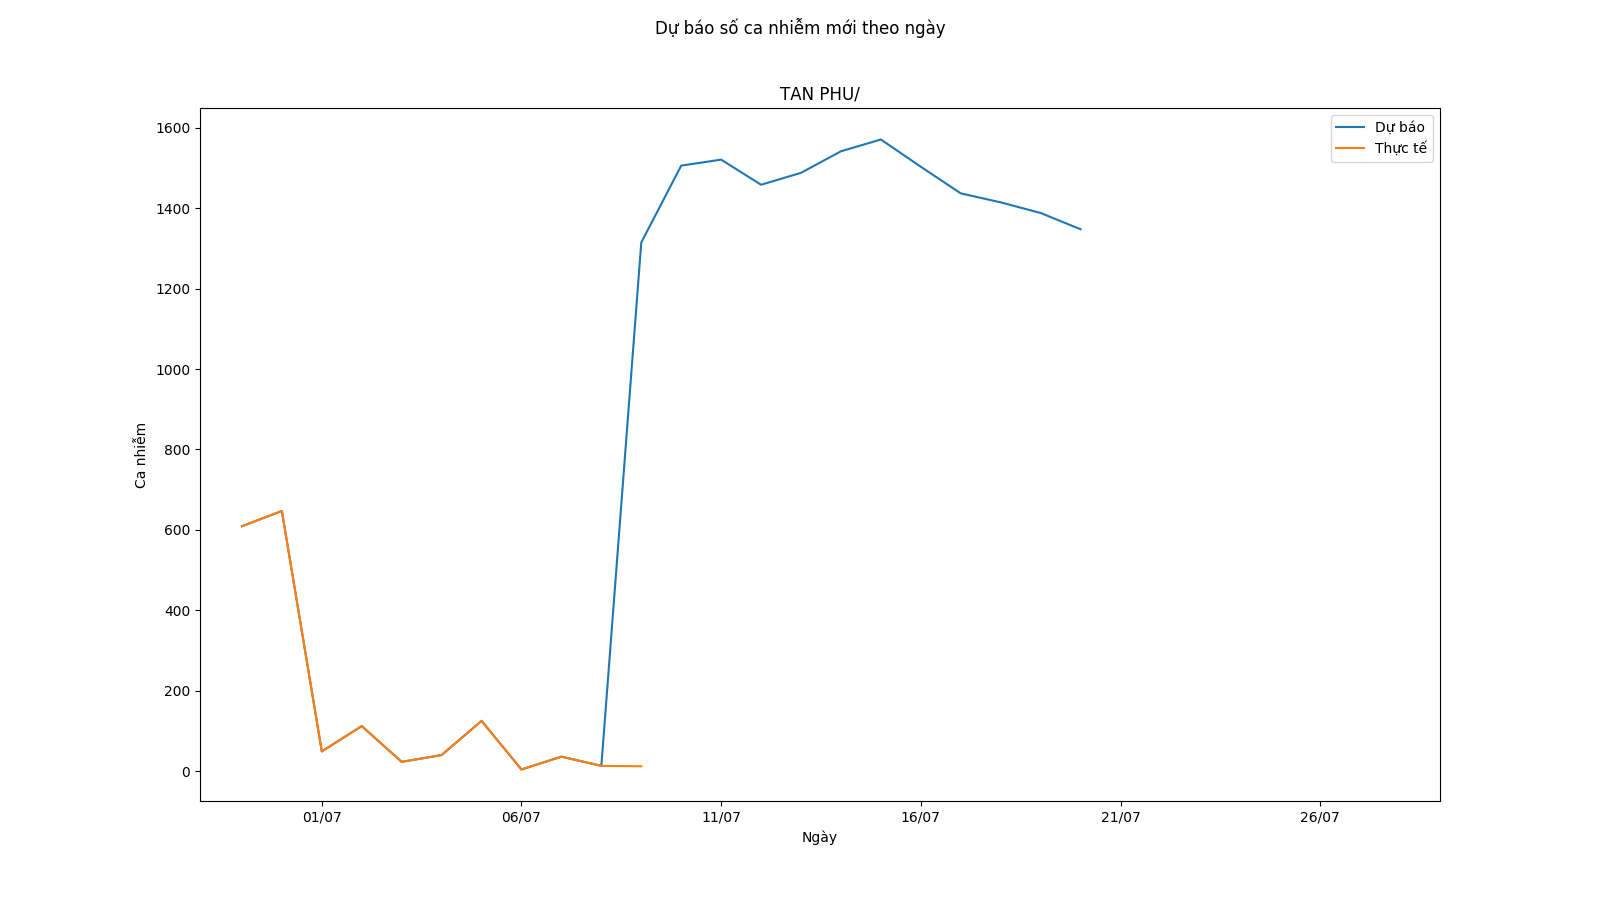 Dự báo số ca nhiễm mới theo ngày
TAN PHU/
Dự báo
Thực tế
1600
1400
1200
1000
800
600
400
200
0
Ca nhiễm
01/07
06/07
11/07
16/07
21/07
26/07
Ngày